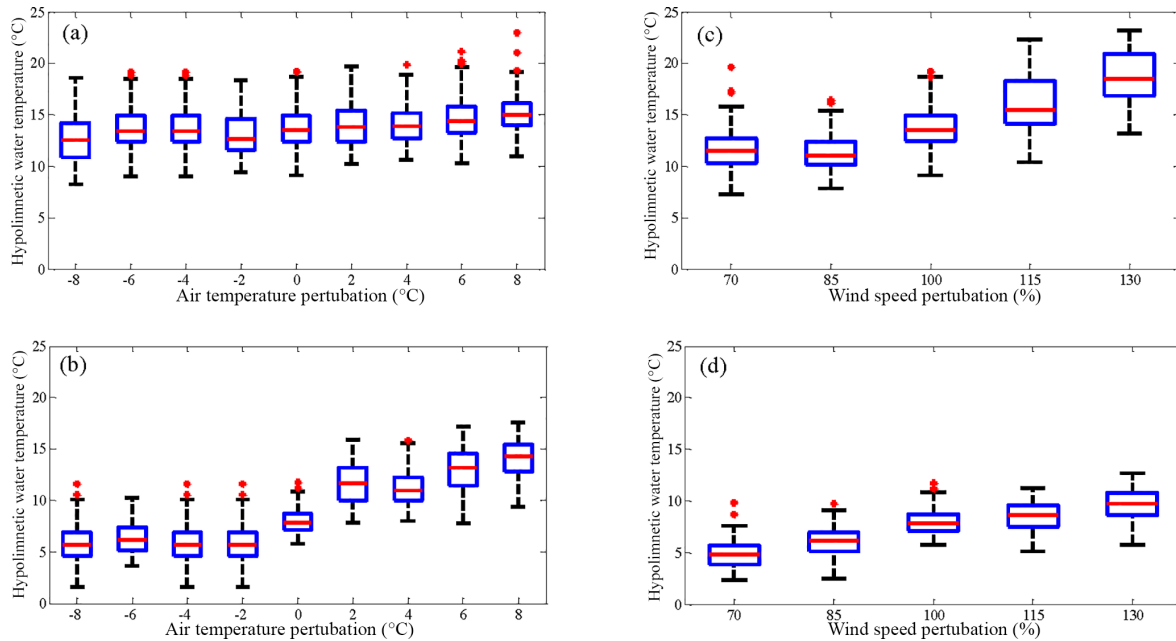 (a)
Hypolimnetic water temperature (°C)
25
20
15
10
5
0
-8 -6 -4 -2 0 2 4 6 8
Air temperature pertubation (°C)
(c)
Hypolimnetic water temperature (°C)
25
20
15
10
5
0
70 85 100 115 130
Wind speed pertubation (%)
(b)
Hypolimnetic water temperature (°C)
25
20
15
10
5
0
-8 -6 -4 -2 0 2 4 6 8
Air temperature pertubation (°C)
(d)
Hypolimnetic water temperature (°C)
25
20
15
10
5
0
70 85 100 115 130
Wind speed pertubation (%)